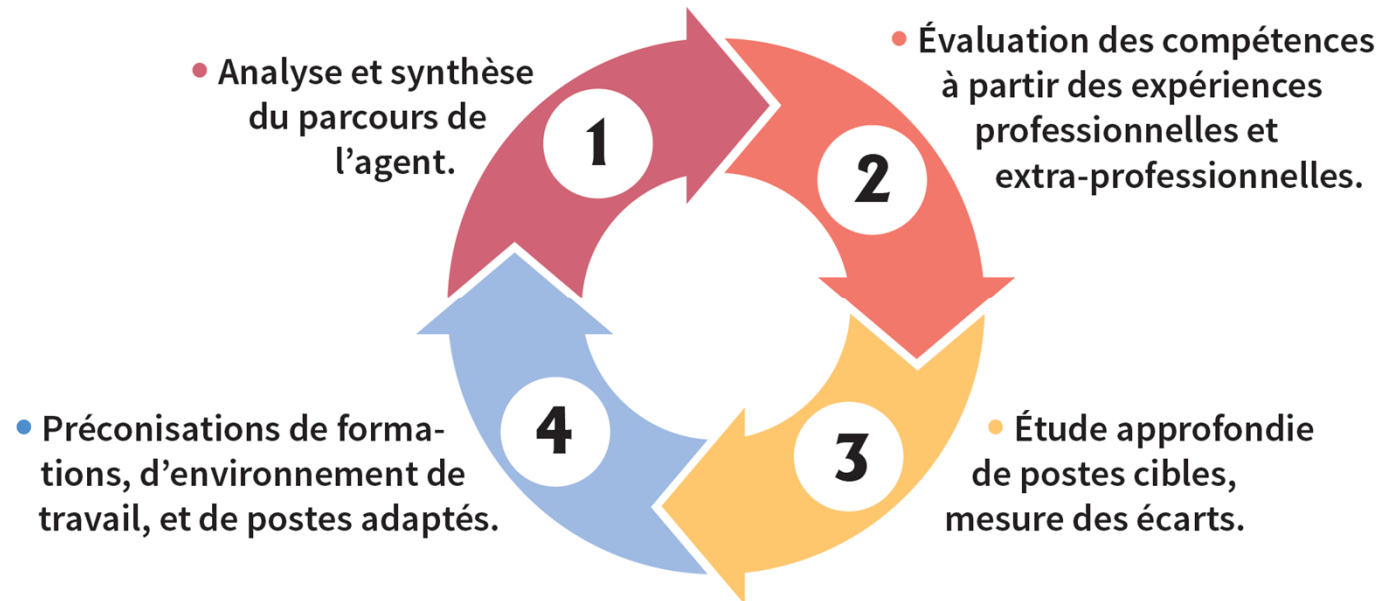 • Analyse et synthèse
du parcours de
l’agent.
1
• Évaluation des compétences
à partir des expériences
professionnelles et
extra-professionnelles.
2
• Étude approfondie
de postes cibles,
mesure des écarts.
3
• Préconisations de forma-
tions, d’environnement de
travail, et de postes adaptés.
4